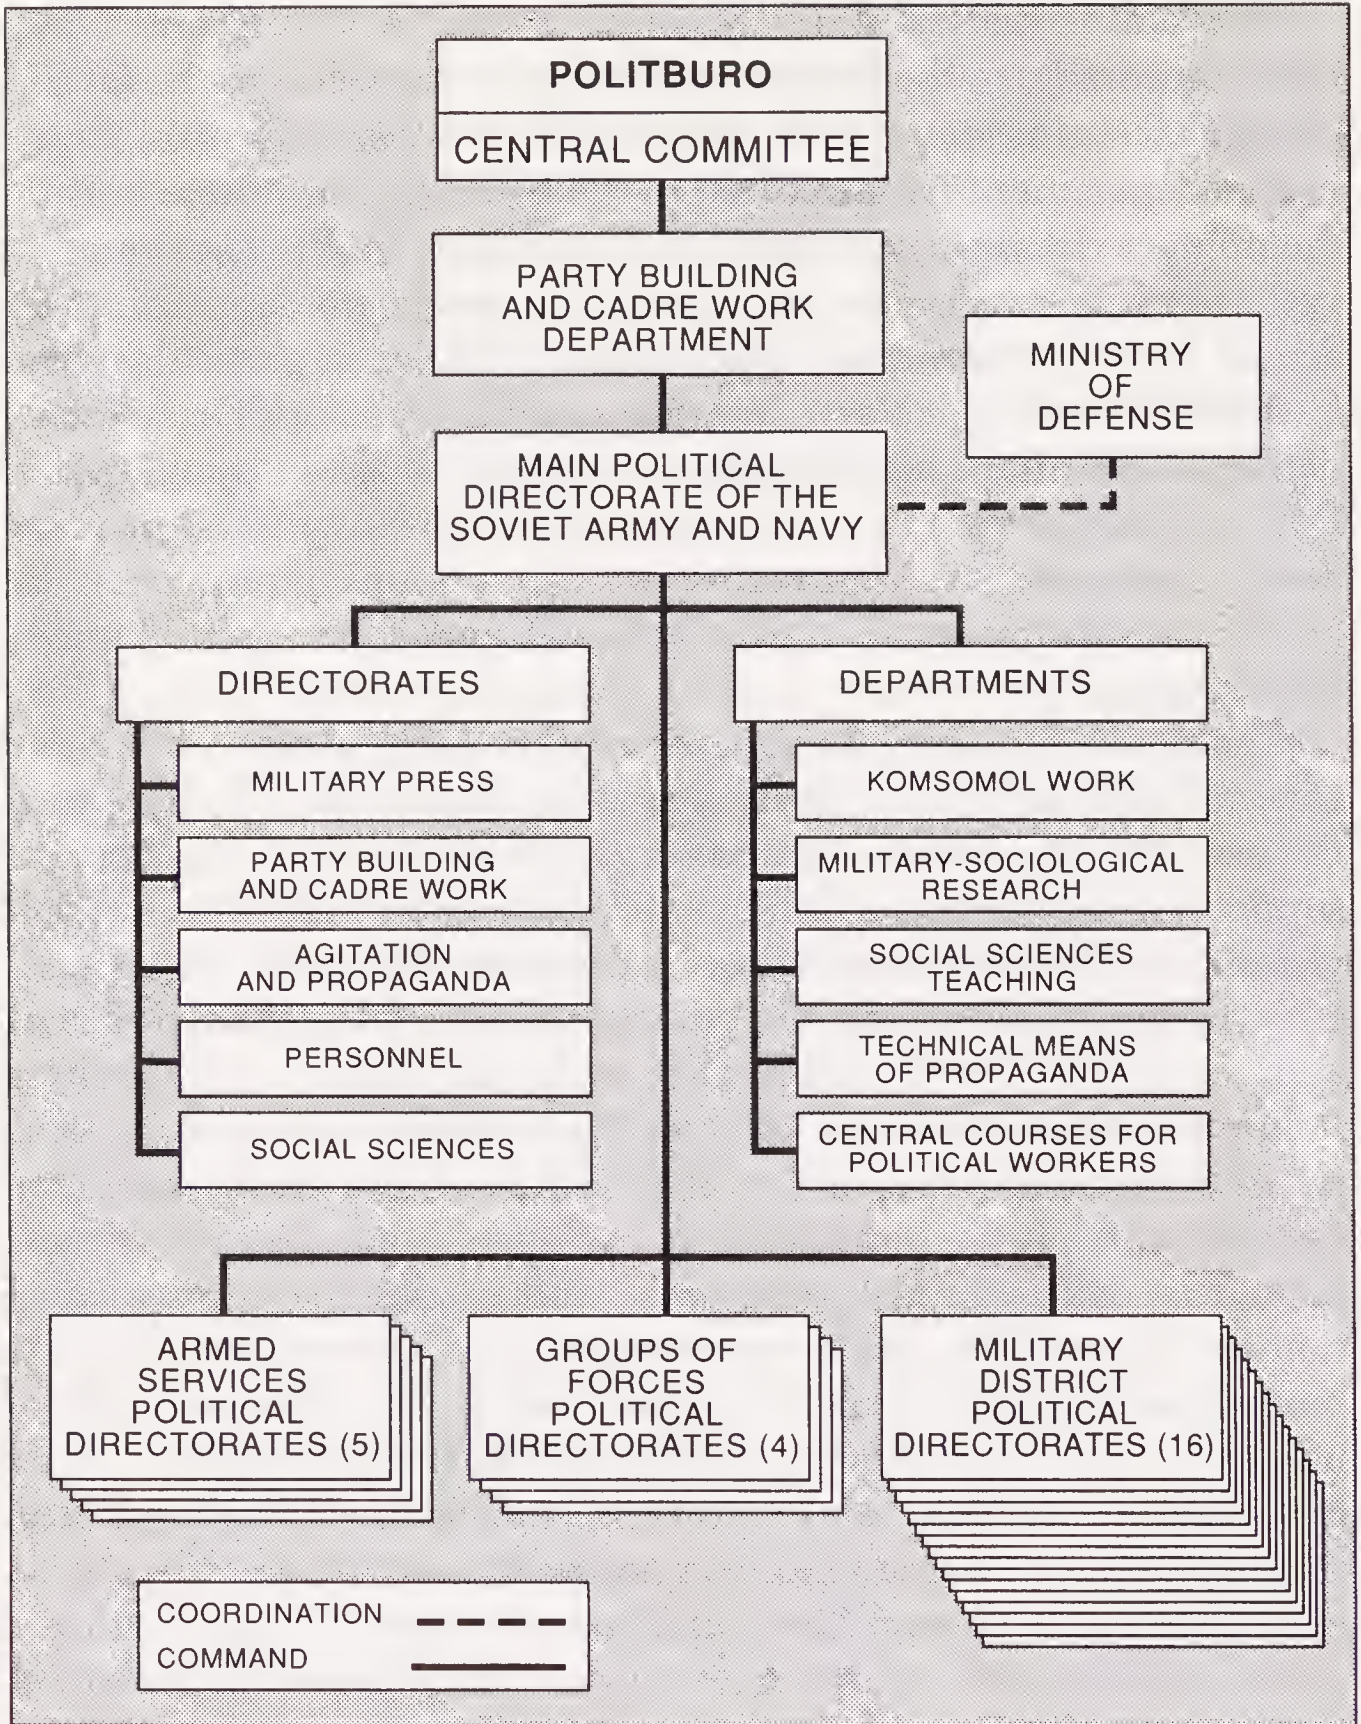 POLITBURO
CENTRAL COMMITTEE
PARTY BUILDING
AND CADRE WORK
DEPARTMENT
MINISTRY
OF
DEFENSE
MAIN POLITICAL
DIRECTORATE OF THE
SOVIET ARMY AND NAVY
DIRECTORATES
MILITARY PRESS
PARTY BUILDING
AND CADRE WORK
AGITATION
AND PROPAGANDA
PERSONNEL
SOCIAL SCIENCES
DEPARTMENTS
KOMSOMOL WORK
MILITARY-SOCIOLOGICAL
RESEARCH
SOCIAL SCIENCES
TEACHING
TECHNICAL MEANS
OF PROPAGANDA
CENTRAL COURSES FOR
POLITICAL WORKERS
ARMED
SERVICES
POLITICAL
DIRECTORATES (5)
GROUPS OF
FORCES
POLITICAL
DIRECTORATES (4)
MILITARY
DISTRICT
POLITICAL
DIRECTORATES (16)
COORDINATION
COMMAND